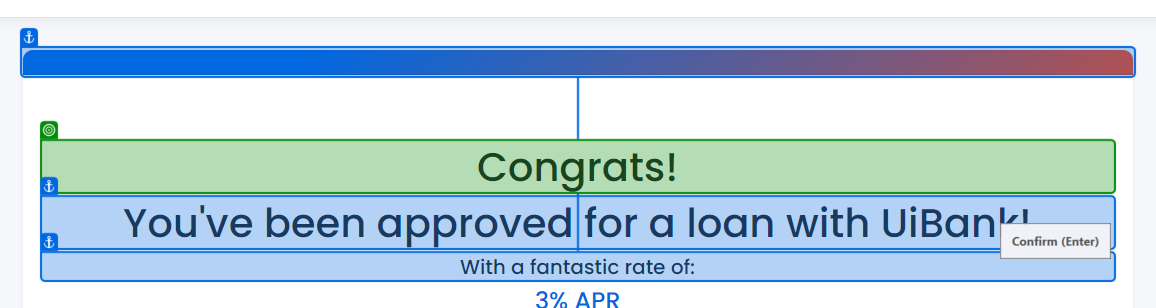 Congrats!
You've been approved for a loan with UiBank!
Confirm (Enter)
With a fantastic rate of:
3% APR